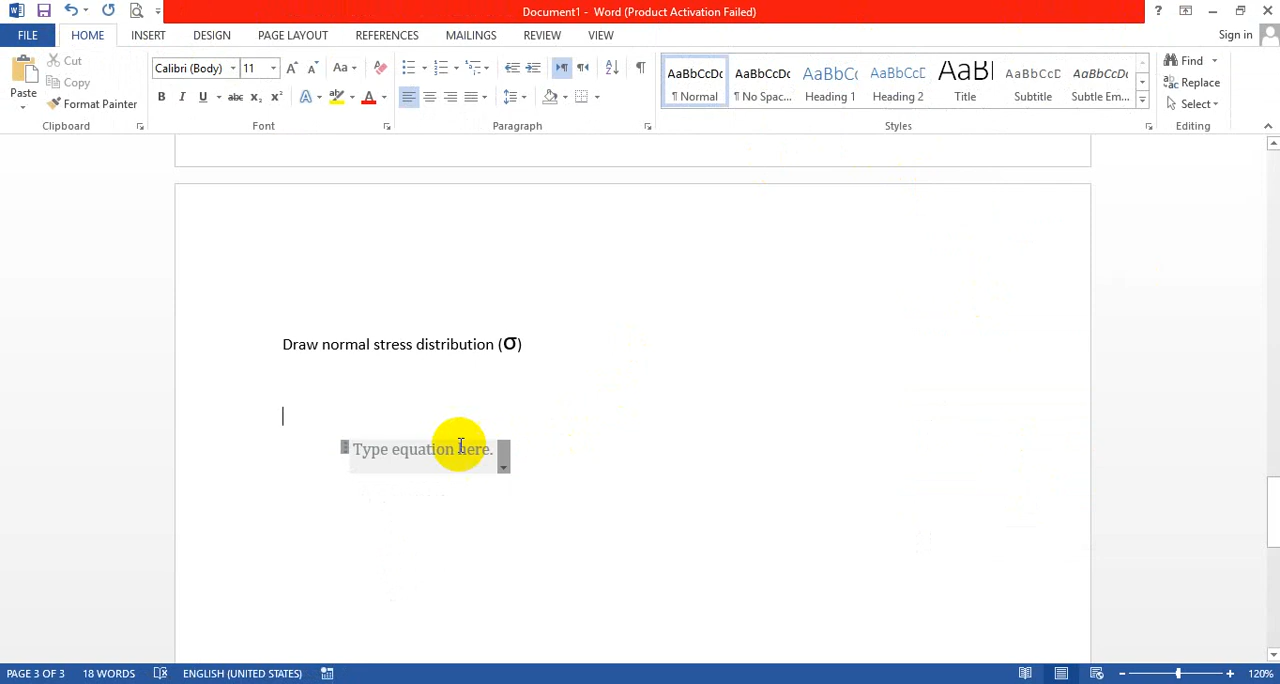 Document1 - Word (Product Activation Failed)
?
FILE HOME INSERT DESIGN PAGE LAYOUT REFERENCES MAILINGS REVIEW VIEW Sign in
Paste
Cut
Copy
Format Painter
Clipboard
Calibri (Body) 11
Font
Paragraph
AaBbCcDc AaBbCcDc AaBbCc AaBbCcE AaBl AaBbCcC AaBbCcDc
¶ Normal ¶ No Spac... Heading 1 Heading 2 Title Subtitle Subtle Em...
Styles
Find
Replace
Select
Editing
Draw normal stress distribution (σ)
Type equation here.
PAGE 3 OF 3 18 WORDS ENGLISH (UNITED STATES) 120%